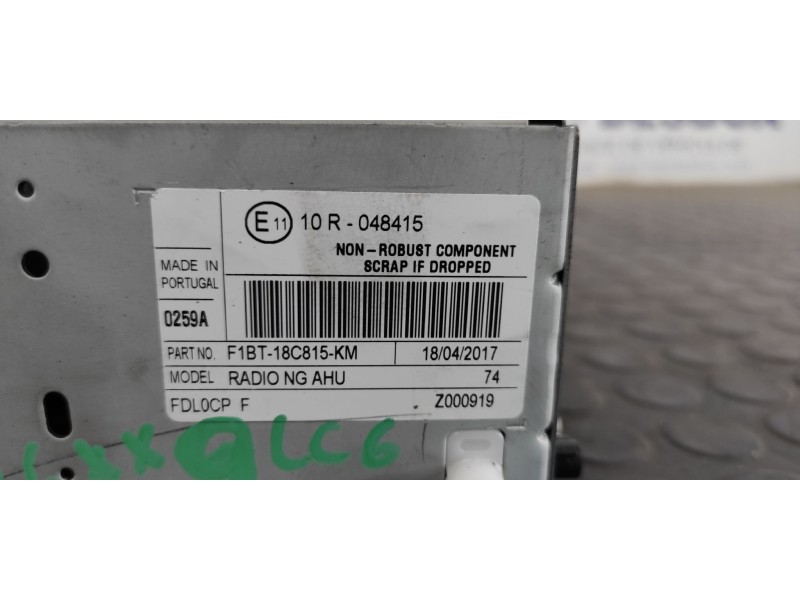 E11 10 R - 048415
NON-ROBUST COMPONENT
SCRAP IF DROPPED
MADE IN
PORTUGAL
0259A
PART NO. F1BT-18C815-KM 18/04/2017
MODEL RADIO NG AHU 74
FDL0CP F Z000919
LC6